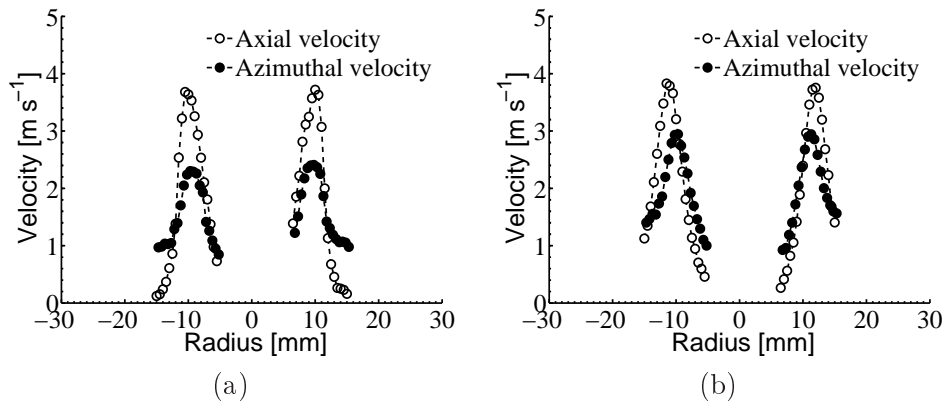 5
4
3
2
1
0
Velocity [m s⁻¹]
Axial velocity
Azimuthal velocity
−30 −20 −10 0 10 20 30
Radius [mm]
(a)
5
4
3
2
1
0
Velocity [m s⁻¹]
Axial velocity
Azimuthal velocity
−30 −20 −10 0 10 20 30
Radius [mm]
(b)